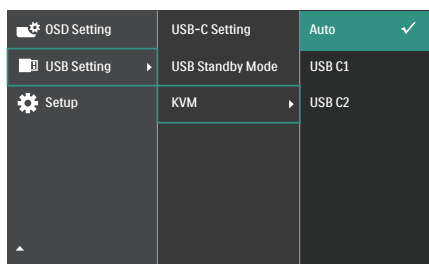 OSD Setting
USB Setting
Setup
USB-C Setting
USB Standby Mode
KVM
Auto
USB C1
USB C2